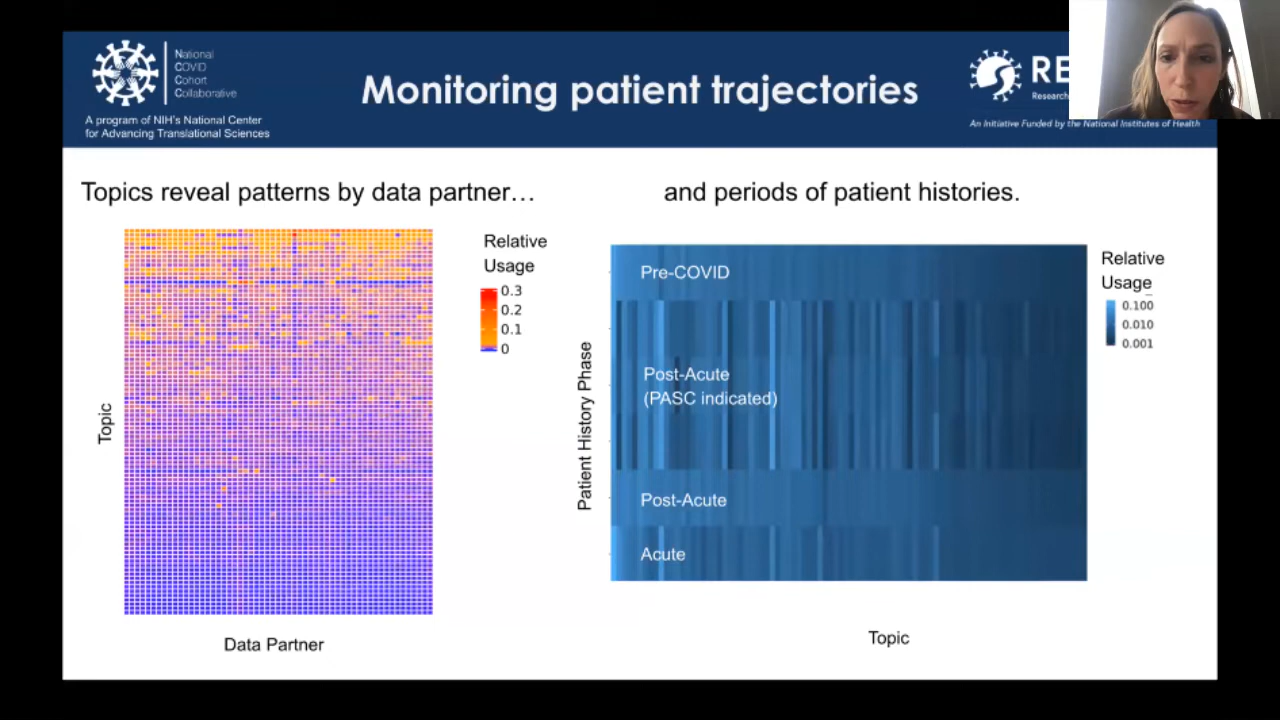 National
COVID
Cohort
Collaborative
A program of NIH's National Center
for Advancing Translational Sciences
Monitoring patient trajectories
RE
Research
An Initiative Funded by the National Institutes of Health
Topics reveal patterns by data partner…
and periods of patient histories.
Relative
Usage
0.3
0.2
0.1
0
Topic
Data Partner
Patient History Phase
Pre-COVID
Post-Acute
(PASC indicated)
Post-Acute
Acute
Topic
Relative
Usage
0.100
0.010
0.001